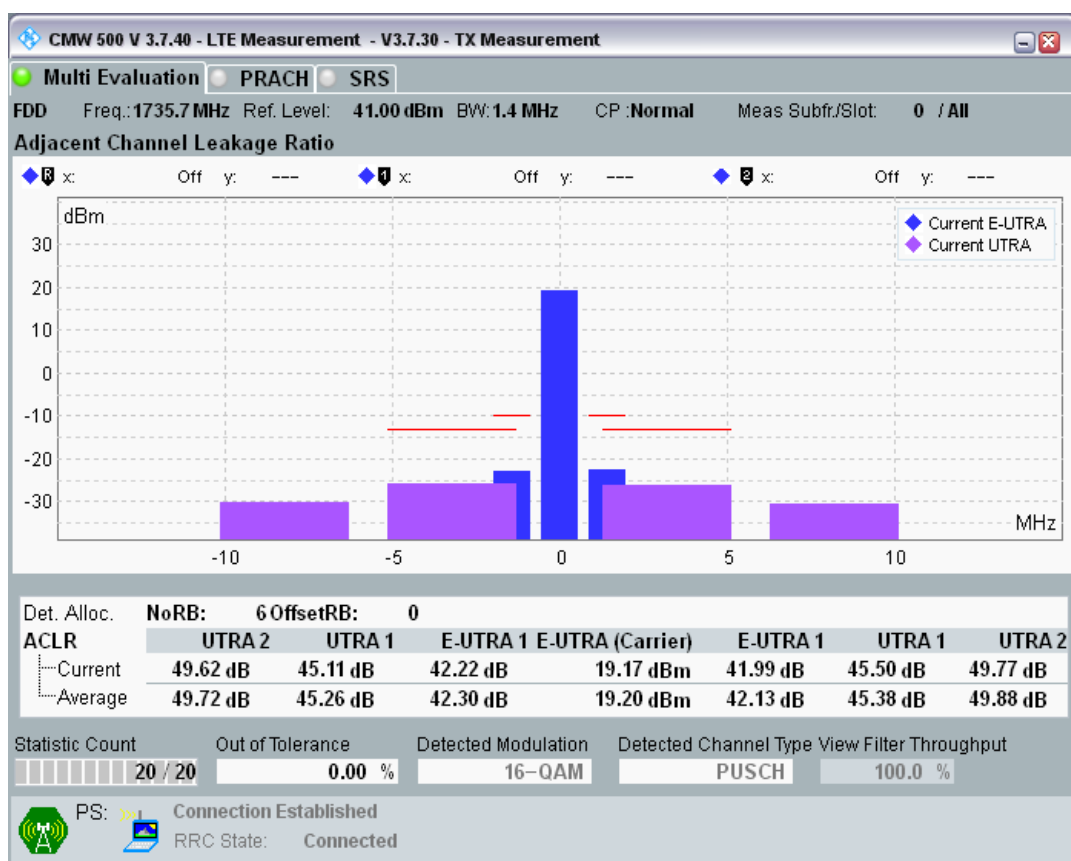 CMW 500 V 3.7.40 - LTE Measurement - V3.7.30 - TX Measurement
Multi Evaluation PRACH SRS
FDD Freq.: 1735.7 MHz Ref. Level: 41.00 dBm BW: 1.4 MHz CP :Normal Meas Subfr./Slot: 0 / All
Adjacent Channel Leakage Ratio
R x: Off y: --- 1 x: Off y: --- 2 x: Off y: ---
dBm
Current E-UTRA
Current UTRA
30
20
10
0
-10
-20
-30
MHz
-10 -5 0 5 10
Det. Alloc. NoRB: 6 OffsetRB: 0
ACLR UTRA 2 UTRA 1 E-UTRA 1 E-UTRA (Carrier) E-UTRA 1 UTRA 1 UTRA 2
Current 49.62 dB 45.11 dB 42.22 dB 19.17 dBm 41.99 dB 45.50 dB 49.77 dB
Average 49.72 dB 45.26 dB 42.30 dB 19.20 dBm 42.13 dB 45.38 dB 49.88 dB
Statistic Count Out of Tolerance Detected Modulation Detected Channel Type View Filter Throughput
20 / 20 0.00 % 16-QAM PUSCH 100.0 %
PS: Connection Established
RRC State: Connected